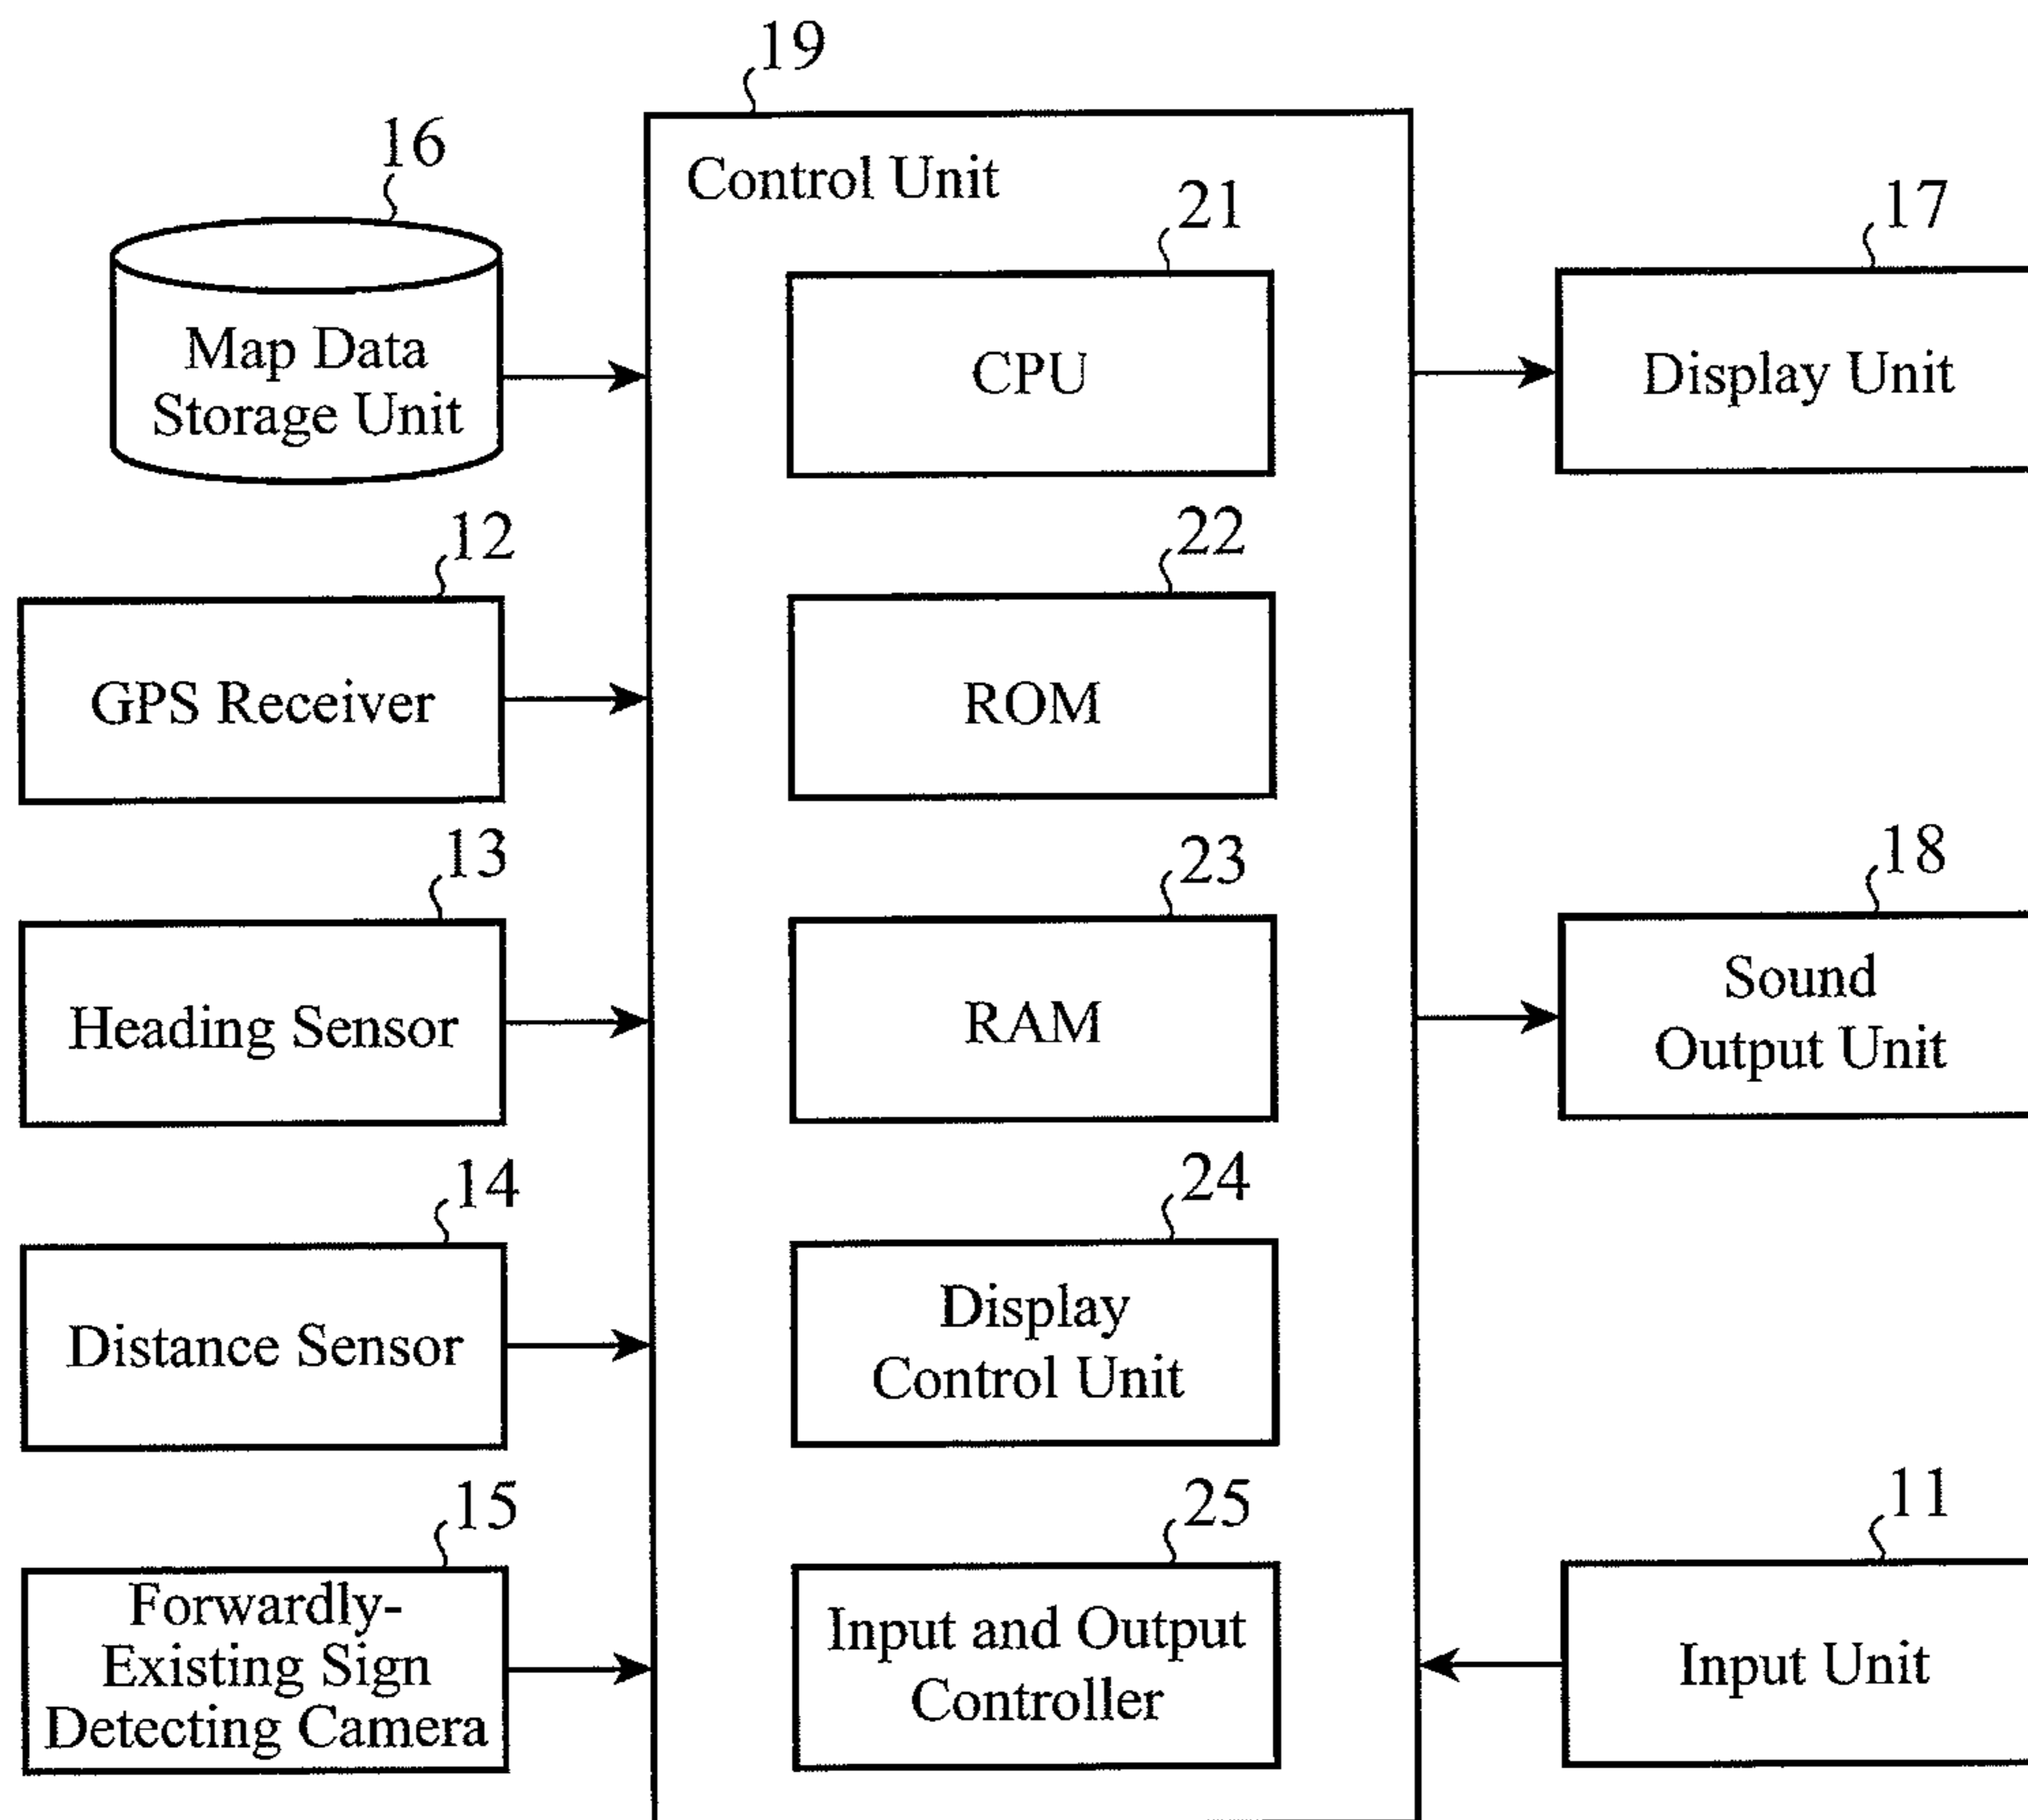 19
Control Unit
16
Map Data
Storage Unit
12
GPS Receiver
13
Heading Sensor
14
Distance Sensor
15
Forwardly-
Existing Sign
Detecting Camera
21
CPU
22
ROM
23
RAM
24
Display
Control Unit
25
Input and Output
Controller
17
Display Unit
18
Sound
Output Unit
11
Input Unit